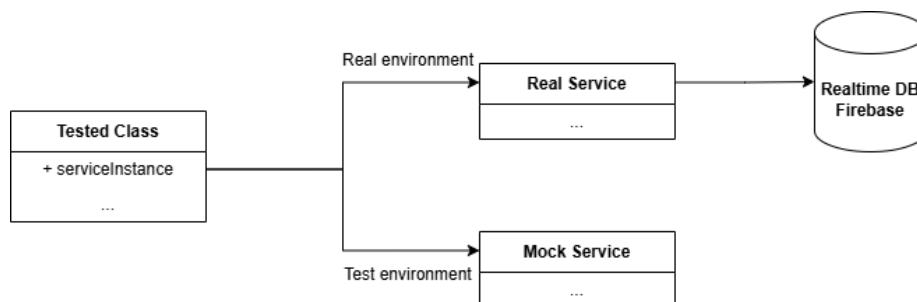 Real environment
Real Service
...
Realtime DB
Firebase
Tested Class
+ serviceInstance
...
Mock Service
Test environment
...